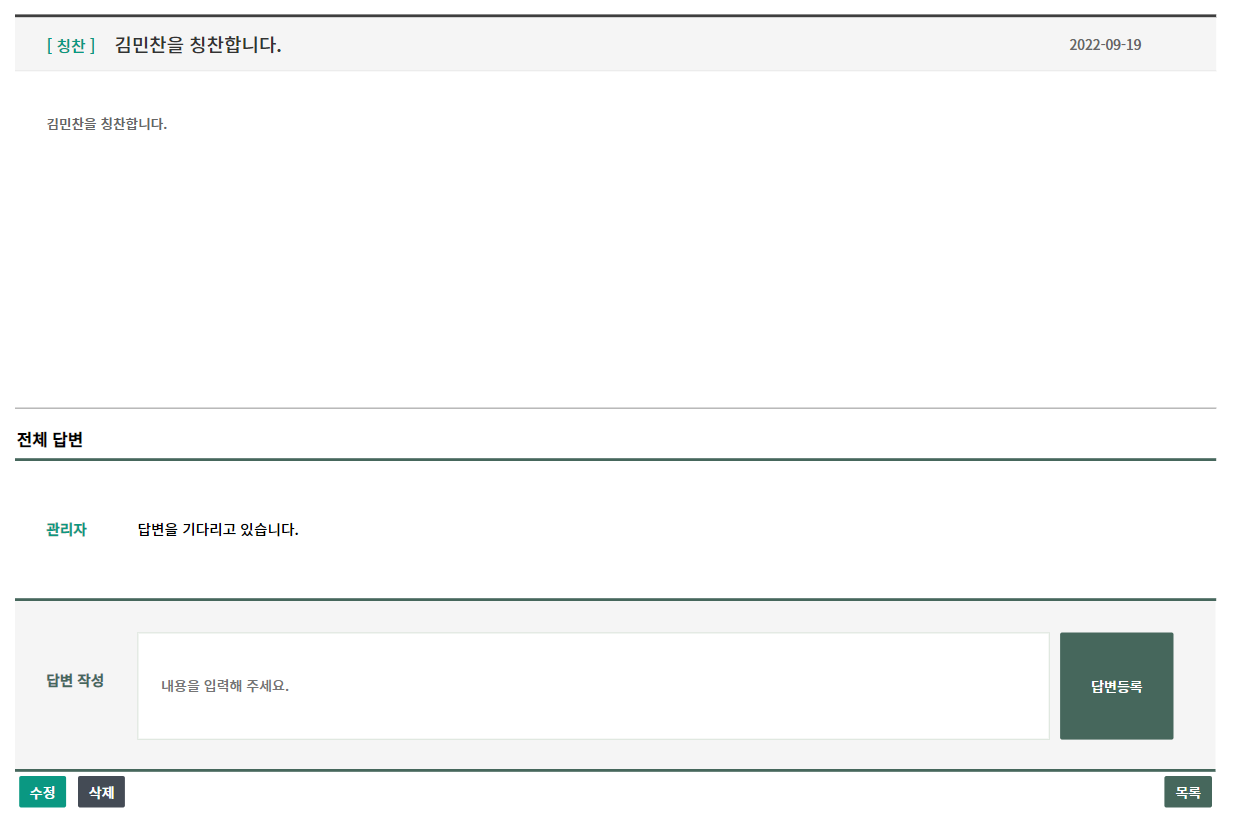 [ 칭찬 ] 김민찬을 칭찬합니다. 2022-09-19
김민찬을 칭찬합니다.
전체 답변
관리자 답변을 기다리고 있습니다.
답변 작성 내용을 입력해 주세요. 답변등록
수정 삭제 목록